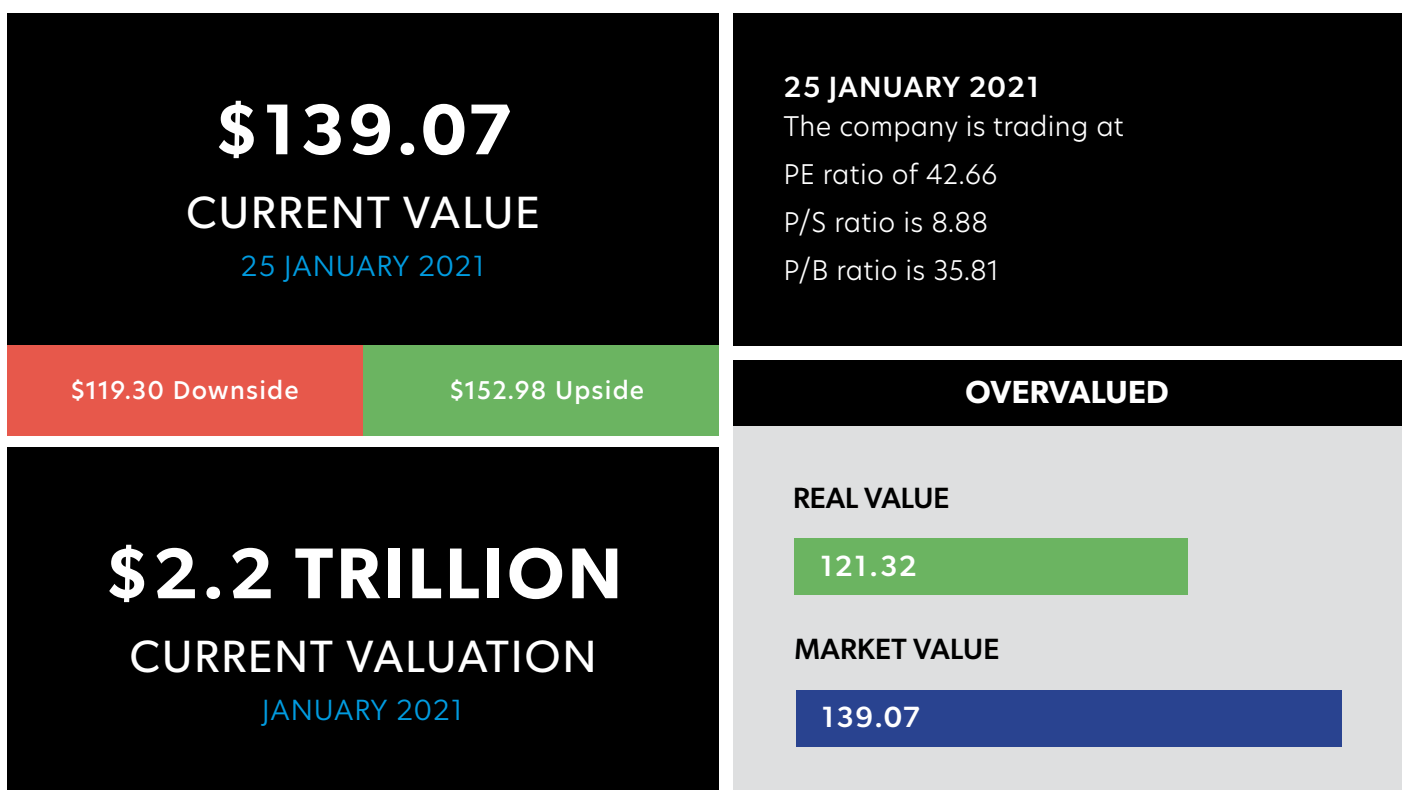 $139.07
CURRENT VALUE
25 JANUARY 2021
$119.30 Downside
$152.98 Upside
$2.2 TRILLION
CURRENT VALUATION
JANUARY 2021
25 JANUARY 2021
The company is trading at
PE ratio of 42.66
P/S ratio is 8.88
P/B ratio is 35.81
OVERVALUED
REAL VALUE
121.32
MARKET VALUE
139.07